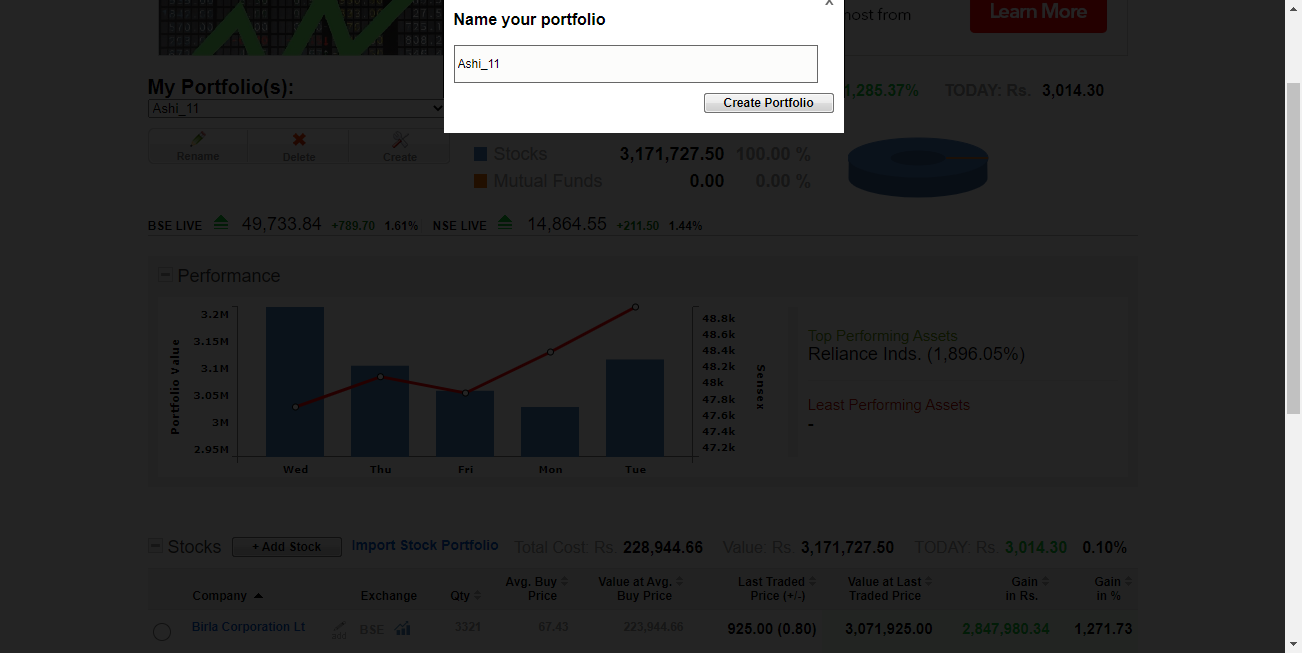 x
Name your portfolio
Ashi_11
Create Portfolio
most from
Learn More
My Portfolio(s):
Ashi_11
1,285.37% TODAY: Rs. 3,014.30
Rename Delete Create
Stocks 3,171,727.50 100.00 %
Mutual Funds 0.00 0.00 %
BSE LIVE 49,733.84 +789.70 1.61% NSE LIVE 14,864.55 +211.50 1.44%
Performance
3.2M
3.15M
3.1M
3.05M
3M
2.95M
Portfolio Value
Wed Thu Fri Mon Tue
48.8k
48.6k
48.4k
48.2k
48k
47.8k
47.6k
47.4k
47.2k
Sensex
Top Performing Assets
Reliance Inds. (1,896.05%)
Least Performing Assets
-
Stocks + Add Stock Import Stock Portfolio Total Cost: Rs. 228,944.66 Value: Rs. 3,171,727.50 TODAY: Rs. 3,014.30 0.10%
Company Exchange Qty Avg. Buy Price Value at Avg. Buy Price Last Traded Price (+/-) Value at Last Traded Price Gain in Rs. Gain in %
Birla Corporation Lt BSE 3321 67.43 223,944.66 925.00 (0.80) 3,071,925.00 2,847,980.34 1,271.73